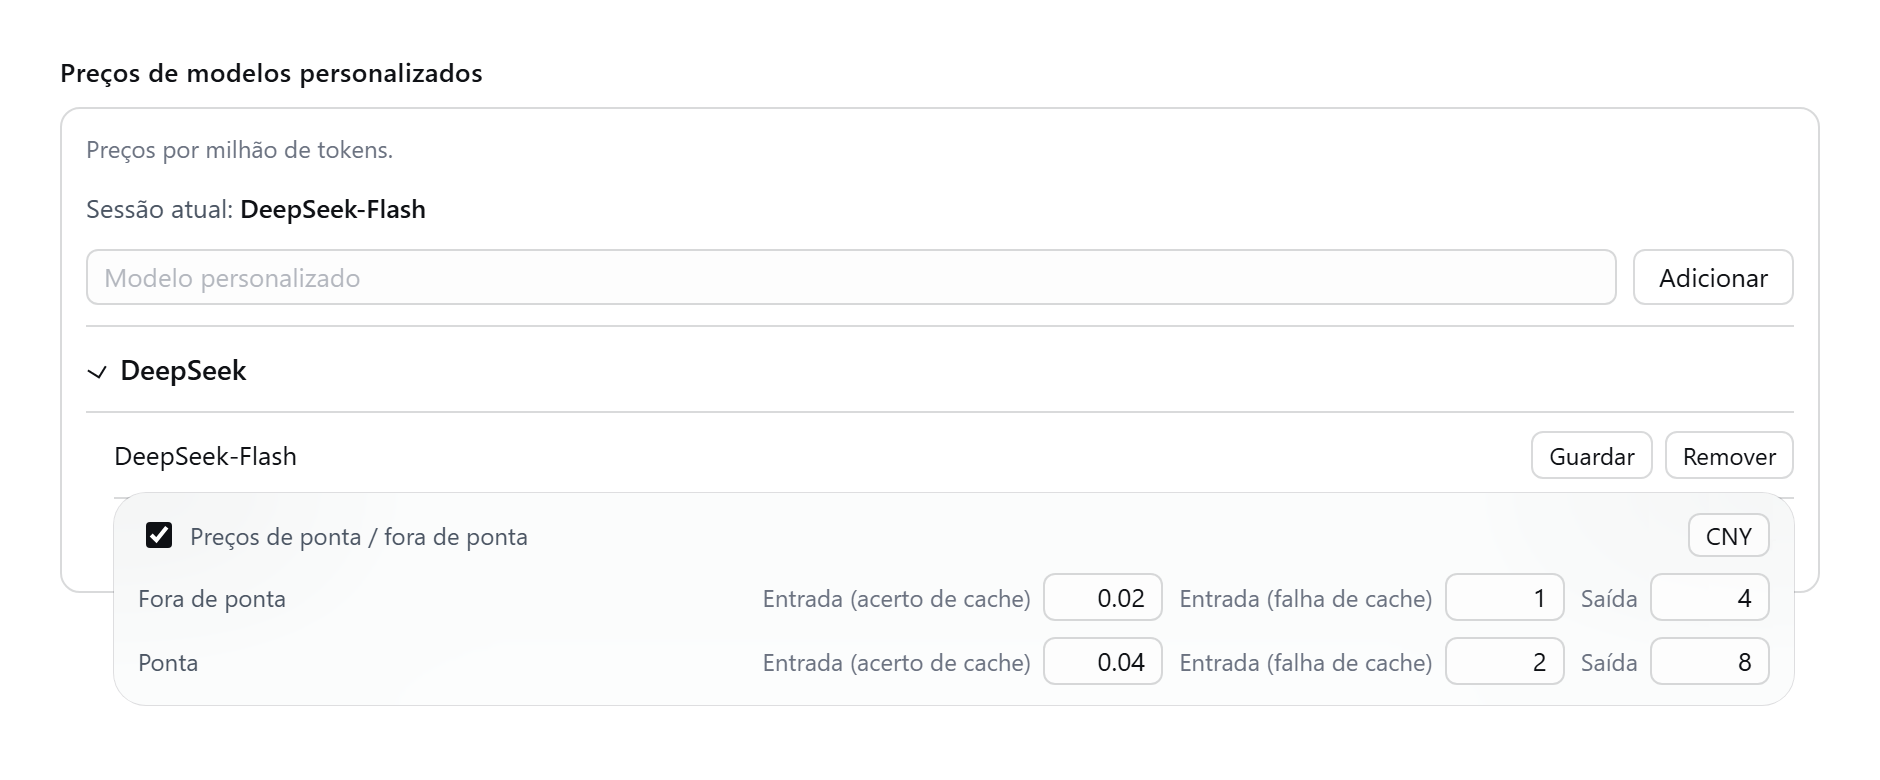 Preços de modelos personalizados
Preços por milhão de tokens.
Sessão atual: DeepSeek-Flash
Modelo personalizado
Adicionar
DeepSeek
DeepSeek-Flash
Guardar
Remover
Preços de ponta / fora de ponta
CNY
Fora de ponta Entrada (acerto de cache) 0.02 Entrada (falha de cache) 1 Saída 4
Ponta Entrada (acerto de cache) 0.04 Entrada (falha de cache) 2 Saída 8